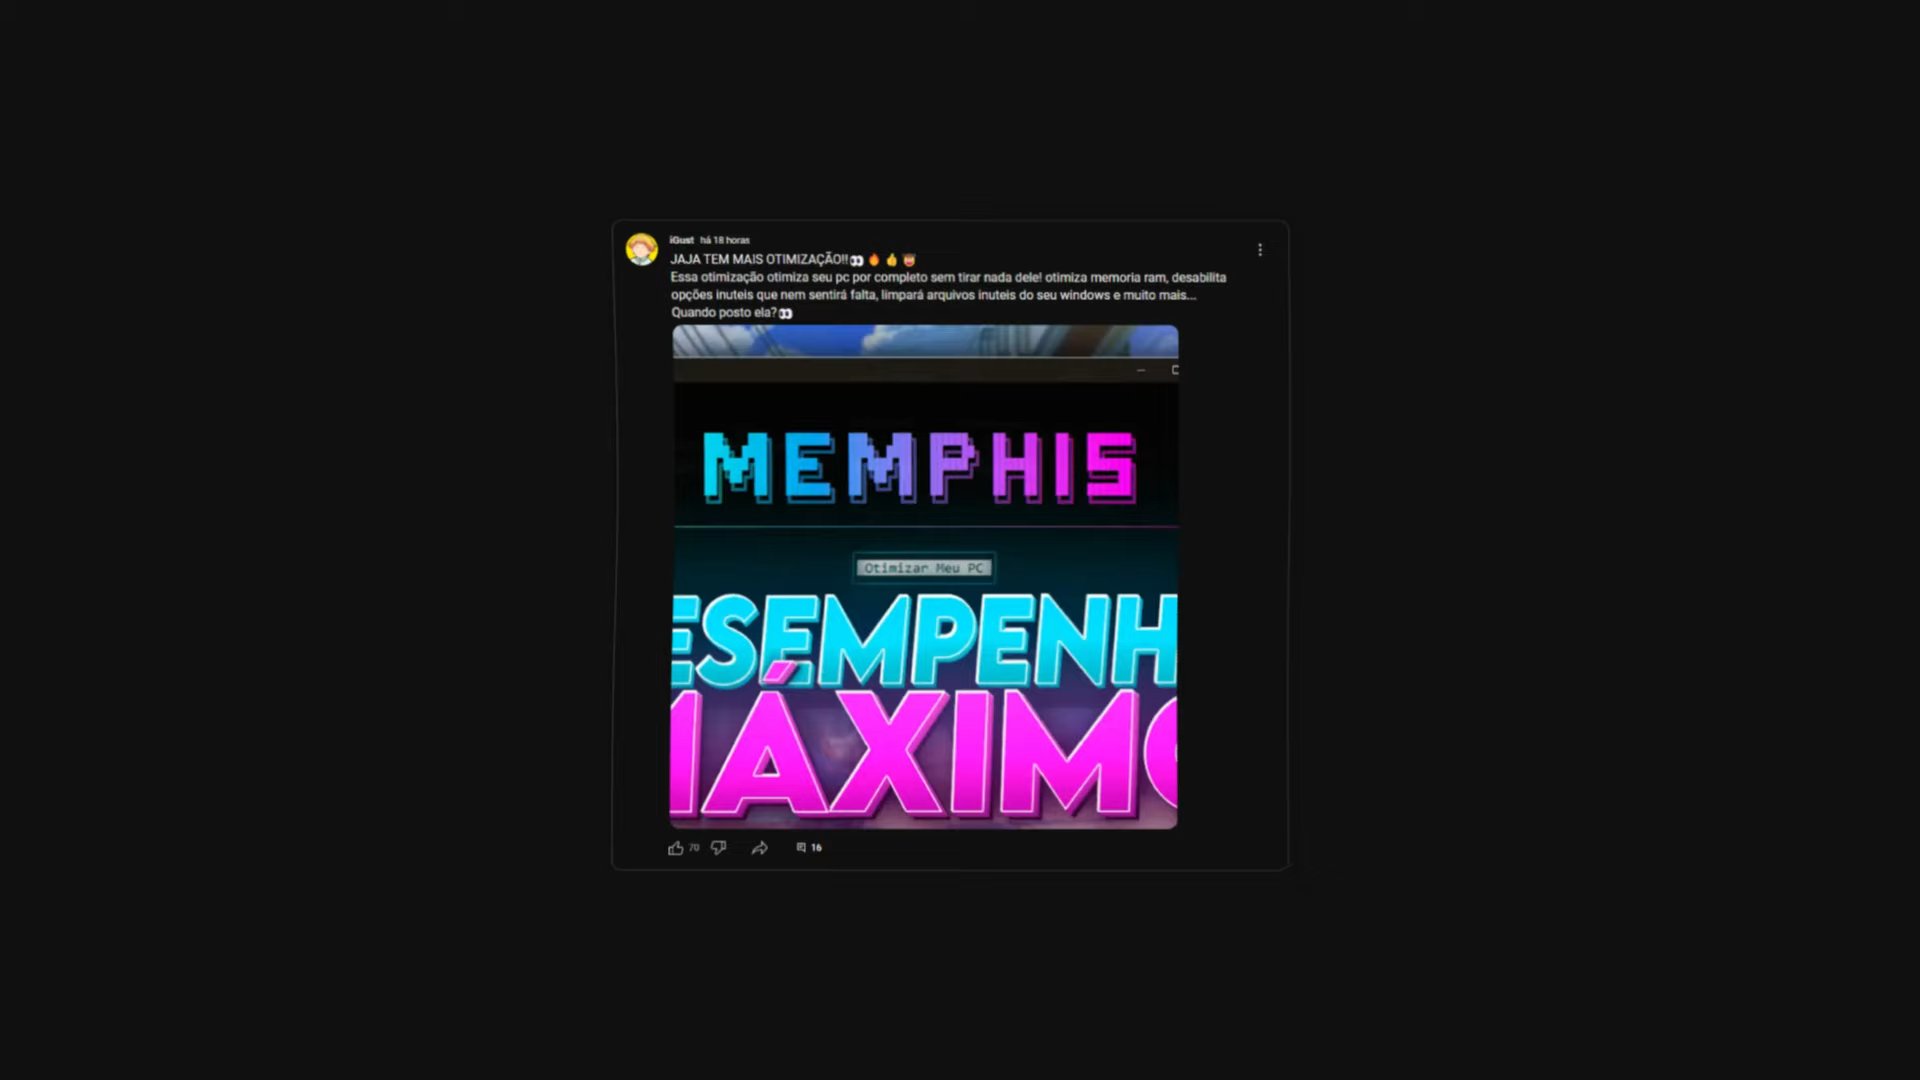 iGust há 18 horas
JAJA TEM MAIS OTIMIZAÇÃO!!👀🔥👍👹
Essa otimização otimiza seu pc por completo sem tirar nada dele! otimiza memoria ram, desabilita
opções inuteis que nem sentirá falta, limpará arquivos inuteis do seu windows e muito mais...
Quando posto ela?👀
MEMPHIS
Otimizar Meu PC
ESEMPENH
MÁXIMO
70 16